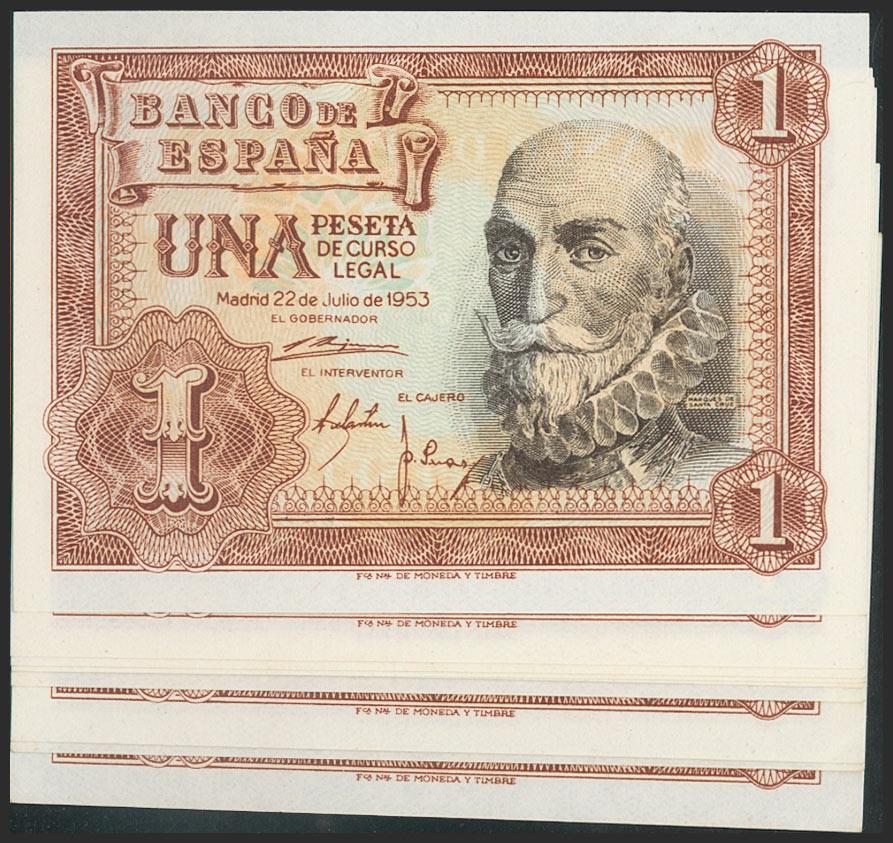 BANCO DE
ESPAÑA
1
UNA PESETA
DE CURSO
LEGAL
Madrid 22 de Julio de 1953
EL GOBERNADOR
EL INTERVENTOR
EL CAJERO
MARQUES DE
SANTA CRUZ
1
1
Fca Nal DE MONEDA Y TIMBRE
Fca Nal DE MONEDA Y TIMBRE
Fca Nal DE MONEDA Y TIMBRE
Fca Nal DE MONEDA Y TIMBRE